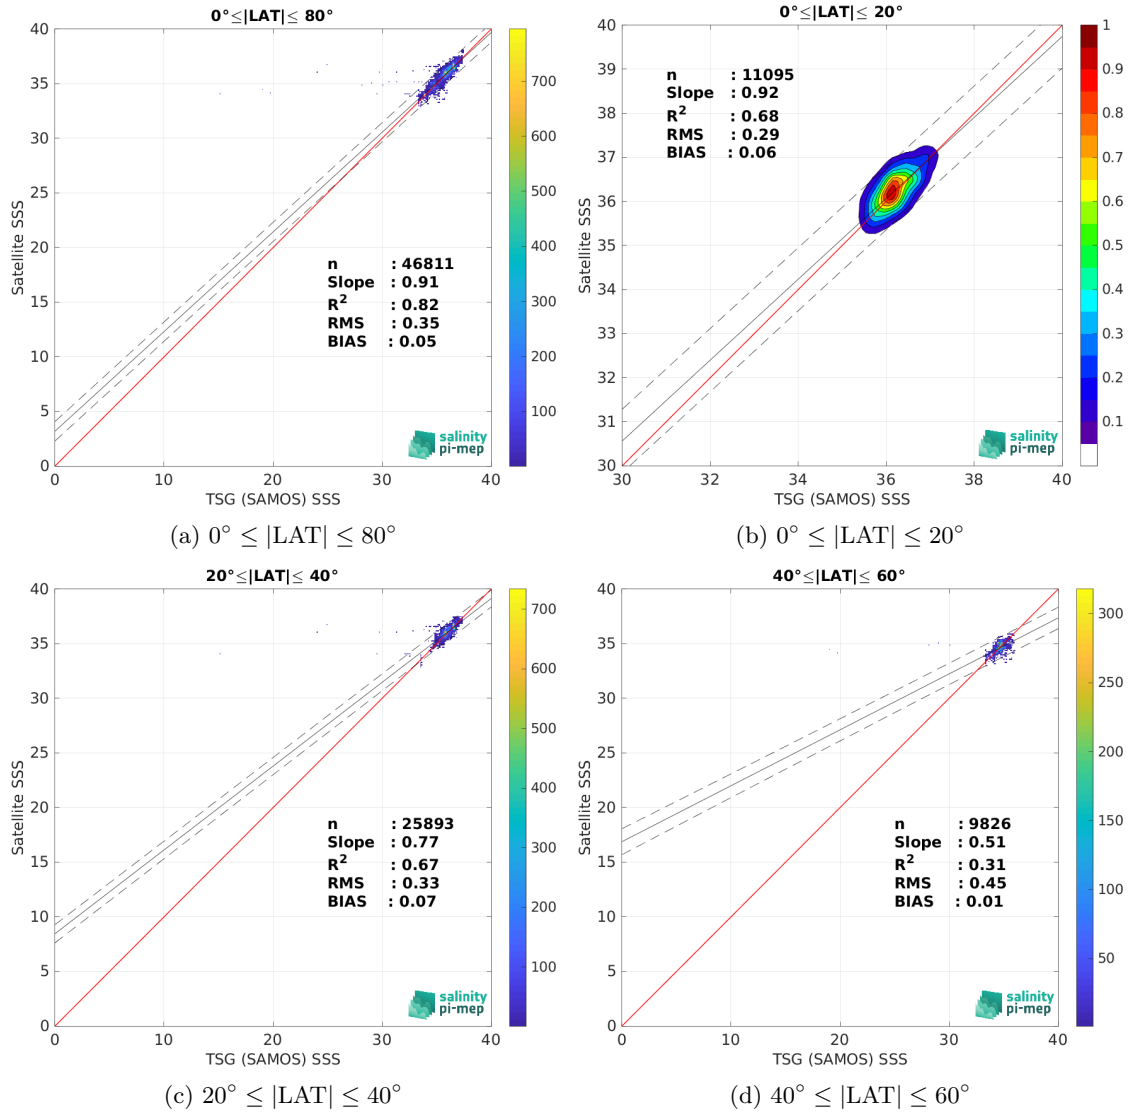 0°≤|LAT|≤ 80°
Satellite SSS
40
35
30
25
20
15
10
5
0
n : 46811
Slope : 0.91
R2 : 0.82
RMS : 0.35
BIAS : 0.05
700
600
500
400
300
200
100
salinity
pi-mep
0 10 20 30 40
TSG (SAMOS) SSS
(a) 0° ≤ |LAT| ≤ 80°
0°≤|LAT|≤ 20°
Satellite SSS
40
39
38
37
36
35
34
33
32
31
30
n : 11095
Slope : 0.92
R2 : 0.68
RMS : 0.29
BIAS : 0.06
1
0.9
0.8
0.7
0.6
0.5
0.4
0.3
0.2
0.1
salinity
pi-mep
30 32 34 36 38 40
TSG (SAMOS) SSS
(b) 0° ≤ |LAT| ≤ 20°
20°≤|LAT|≤ 40°
Satellite SSS
40
35
30
25
20
15
10
5
0
n : 25893
Slope : 0.77
R2 : 0.67
RMS : 0.33
BIAS : 0.07
700
600
500
400
300
200
100
salinity
pi-mep
0 10 20 30 40
TSG (SAMOS) SSS
(c) 20° ≤ |LAT| ≤ 40°
40°≤|LAT|≤ 60°
Satellite SSS
40
35
30
25
20
15
10
5
0
n : 9826
Slope : 0.51
R2 : 0.31
RMS : 0.45
BIAS : 0.01
300
250
200
150
100
50
salinity
pi-mep
0 10 20 30 40
TSG (SAMOS) SSS
(d) 40° ≤ |LAT| ≤ 60°